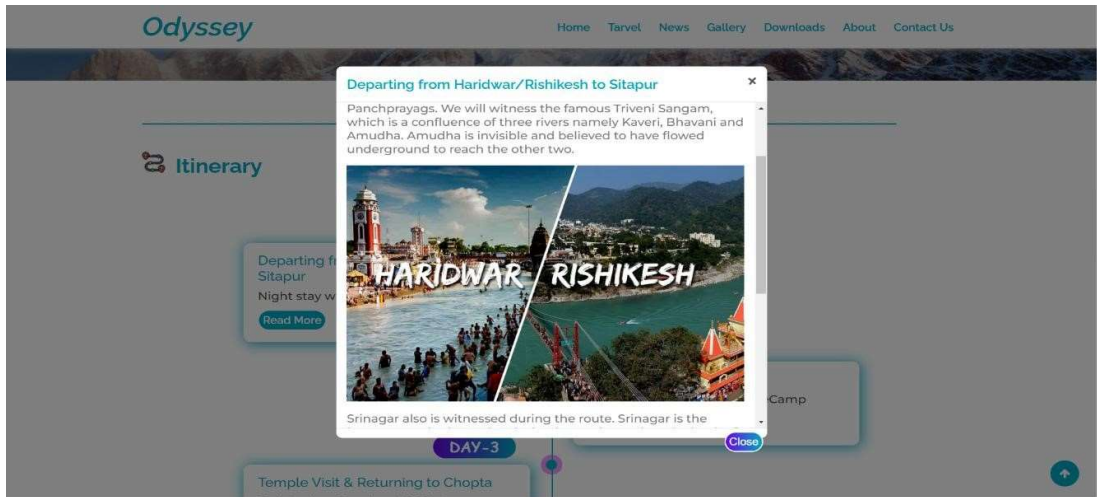 Odyssey
Home Tarvel News Gallery Downloads About Contact Us
Departing from Haridwar/Rishikesh to Sitapur ×
Panchprayags. We will witness the famous Triveni Sangam,
which is a confluence of three rivers namely Kaveri, Bhavani and
Amudha. Amudha is invisible and believed to have flowed
underground to reach the other two.
HARIDWAR RISHIKESH
Srinagar also is witnessed during the route. Srinagar is the
Close
Itinerary
Departing fr
Sitapur
Night stay w
Read More
Camp
DAY-3
Temple Visit & Returning to Chopta